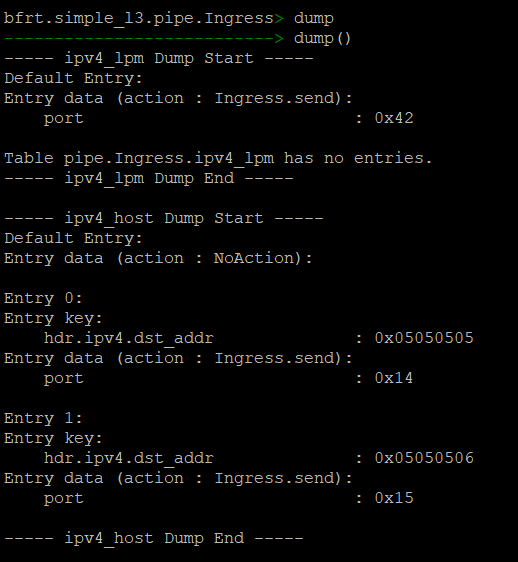 bfrt.simple_l3.pipe.Ingress> dump
---------------------------> dump()
----- ipv4_lpm Dump Start -----
Default Entry:
Entry data (action : Ingress.send):
    port                           : 0x42

Table pipe.Ingress.ipv4_lpm has no entries.
----- ipv4_lpm Dump End -----

----- ipv4_host Dump Start -----
Default Entry:
Entry data (action : NoAction):

Entry 0:
Entry key:
    hdr.ipv4.dst_addr              : 0x05050505
Entry data (action : Ingress.send):
    port                           : 0x14

Entry 1:
Entry key:
    hdr.ipv4.dst_addr              : 0x05050506
Entry data (action : Ingress.send):
    port                           : 0x15

----- ipv4_host Dump End -----